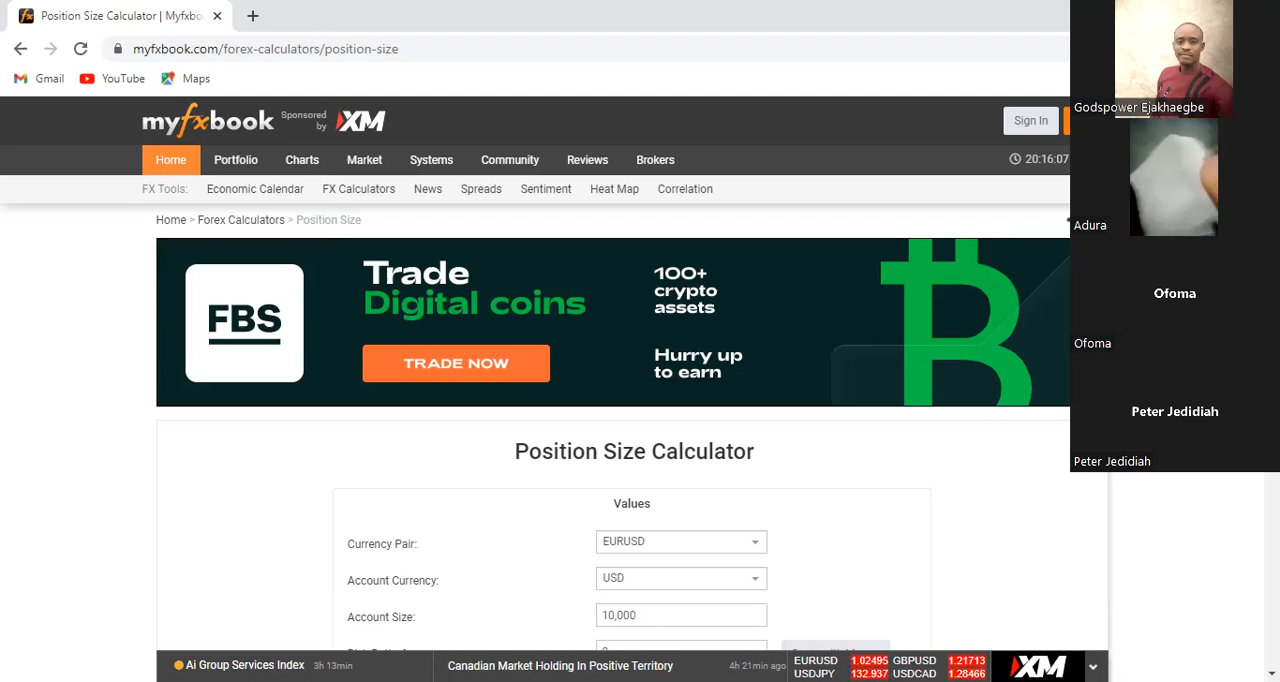 Position Size Calculator | Myfxbo
myfxbook.com/forex-calculators/position-size
Gmail YouTube Maps
myfxbook Sponsored by XM
Sign In
Home Portfolio Charts Market Systems Community Reviews Brokers 20:16:07
FX Tools: Economic Calendar FX Calculators News Spreads Sentiment Heat Map Correlation
Home > Forex Calculators > Position Size
FBS
Trade
Digital coins
TRADE NOW
100+
crypto
assets
Hurry up
to earn
Position Size Calculator
Values
Currency Pair: EURUSD
Account Currency: USD
Account Size: 10,000
Ai Group Services Index 3h 13min
Canadian Market Holding In Positive Territory 4h 21min ago
EURUSD 1.02495 GBPUSD 1.21713
USDJPY 132.937 USDCAD 1.28466
XM
Godspower Ejakhaegbe
Adura
Ofoma
Ofoma
Peter Jedidiah
Peter Jedidiah